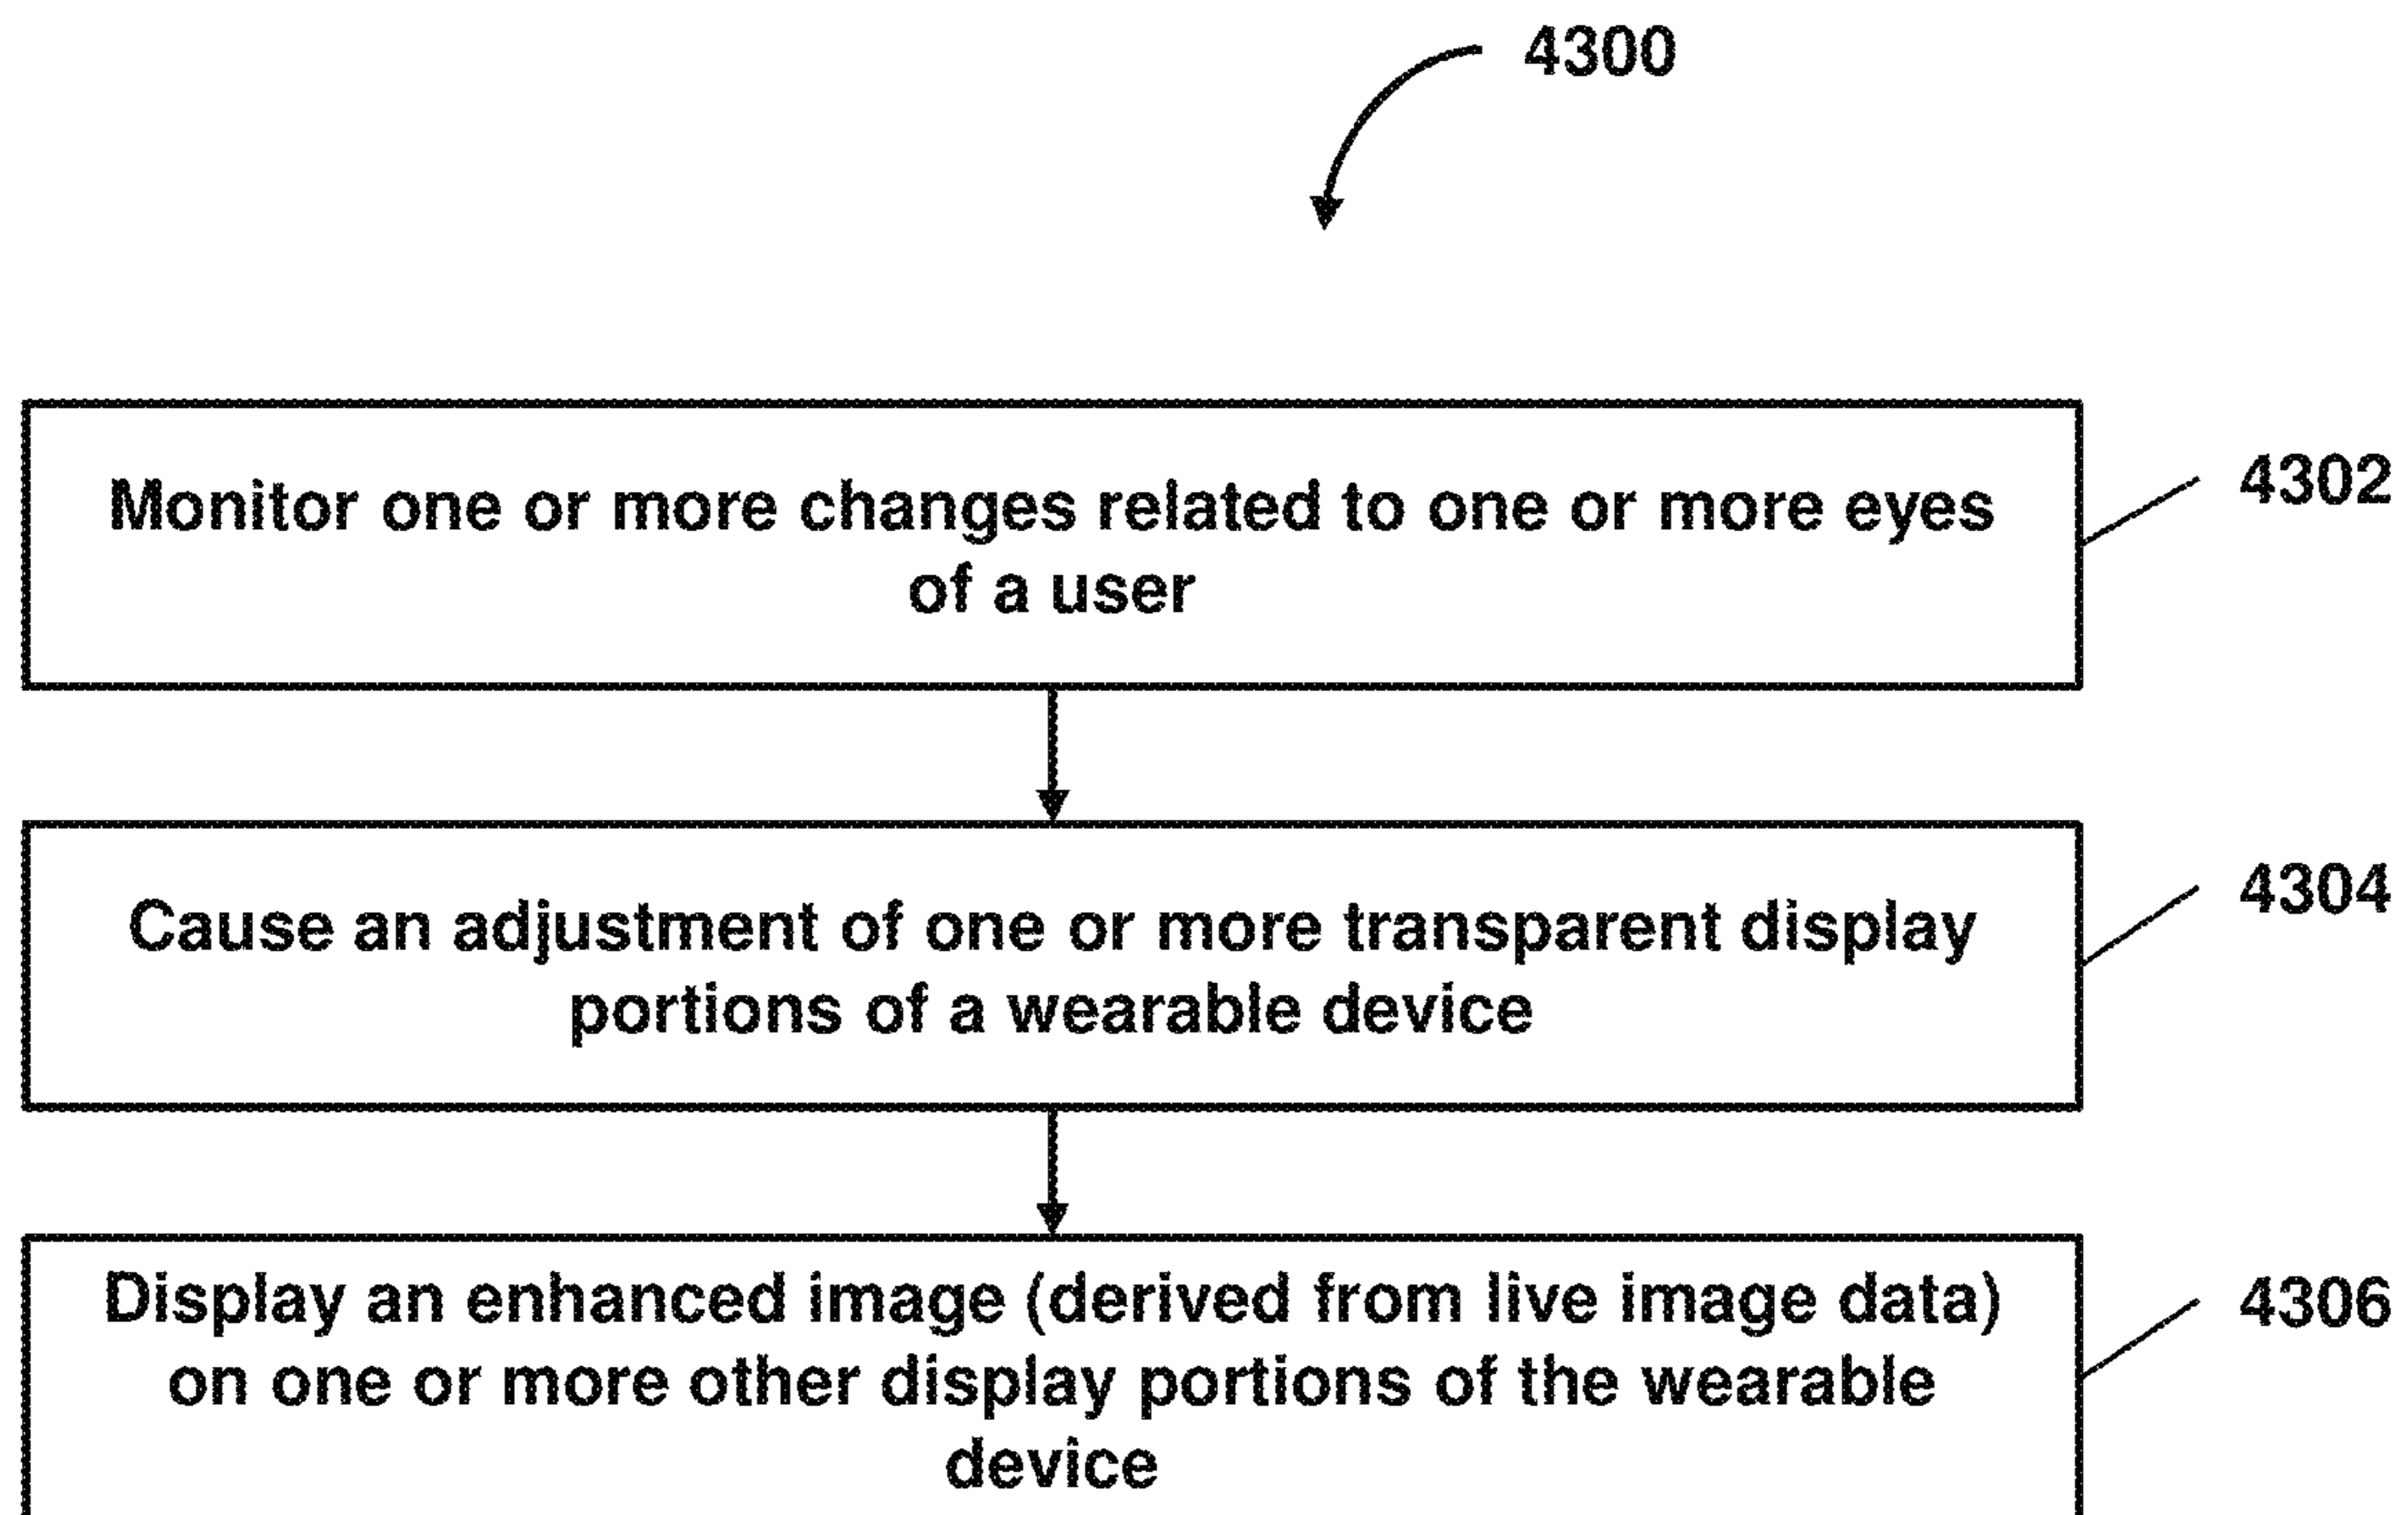 4300
Monitor one or more changes related to one or more eyes
of a user
4302
Cause an adjustment of one or more transparent display
portions of a wearable device
4304
Display an enhanced image (derived from live image data)
on one or more other display portions of the wearable
device
4306